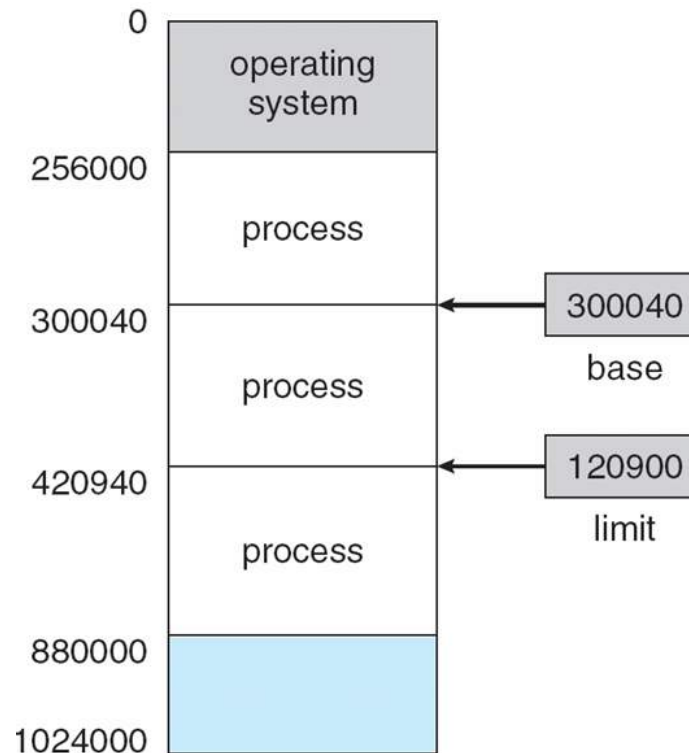 0
operating
system
256000
process
300040
300040
base
process
420940
120900
limit
process
880000
1024000